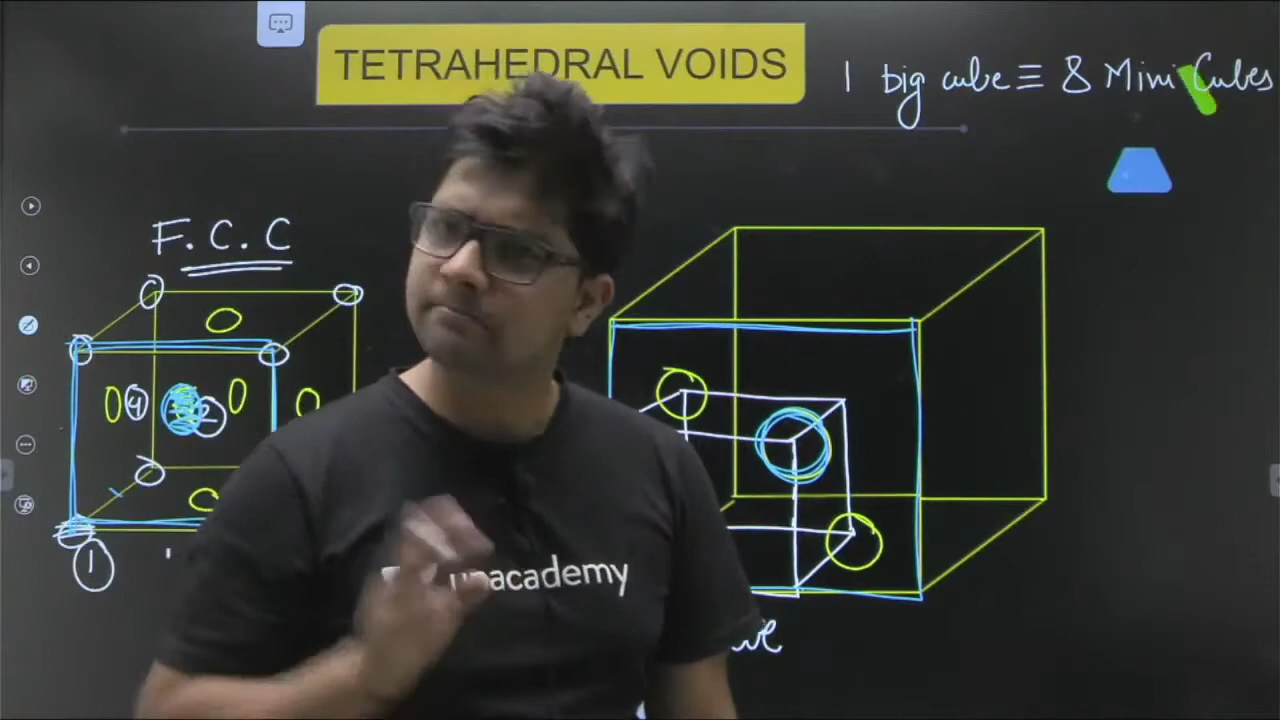 TETRAHEDRAL VOIDS
1 big cube ≡ 8 Mini Cubes
F.C.C
4
2
1
unacademy